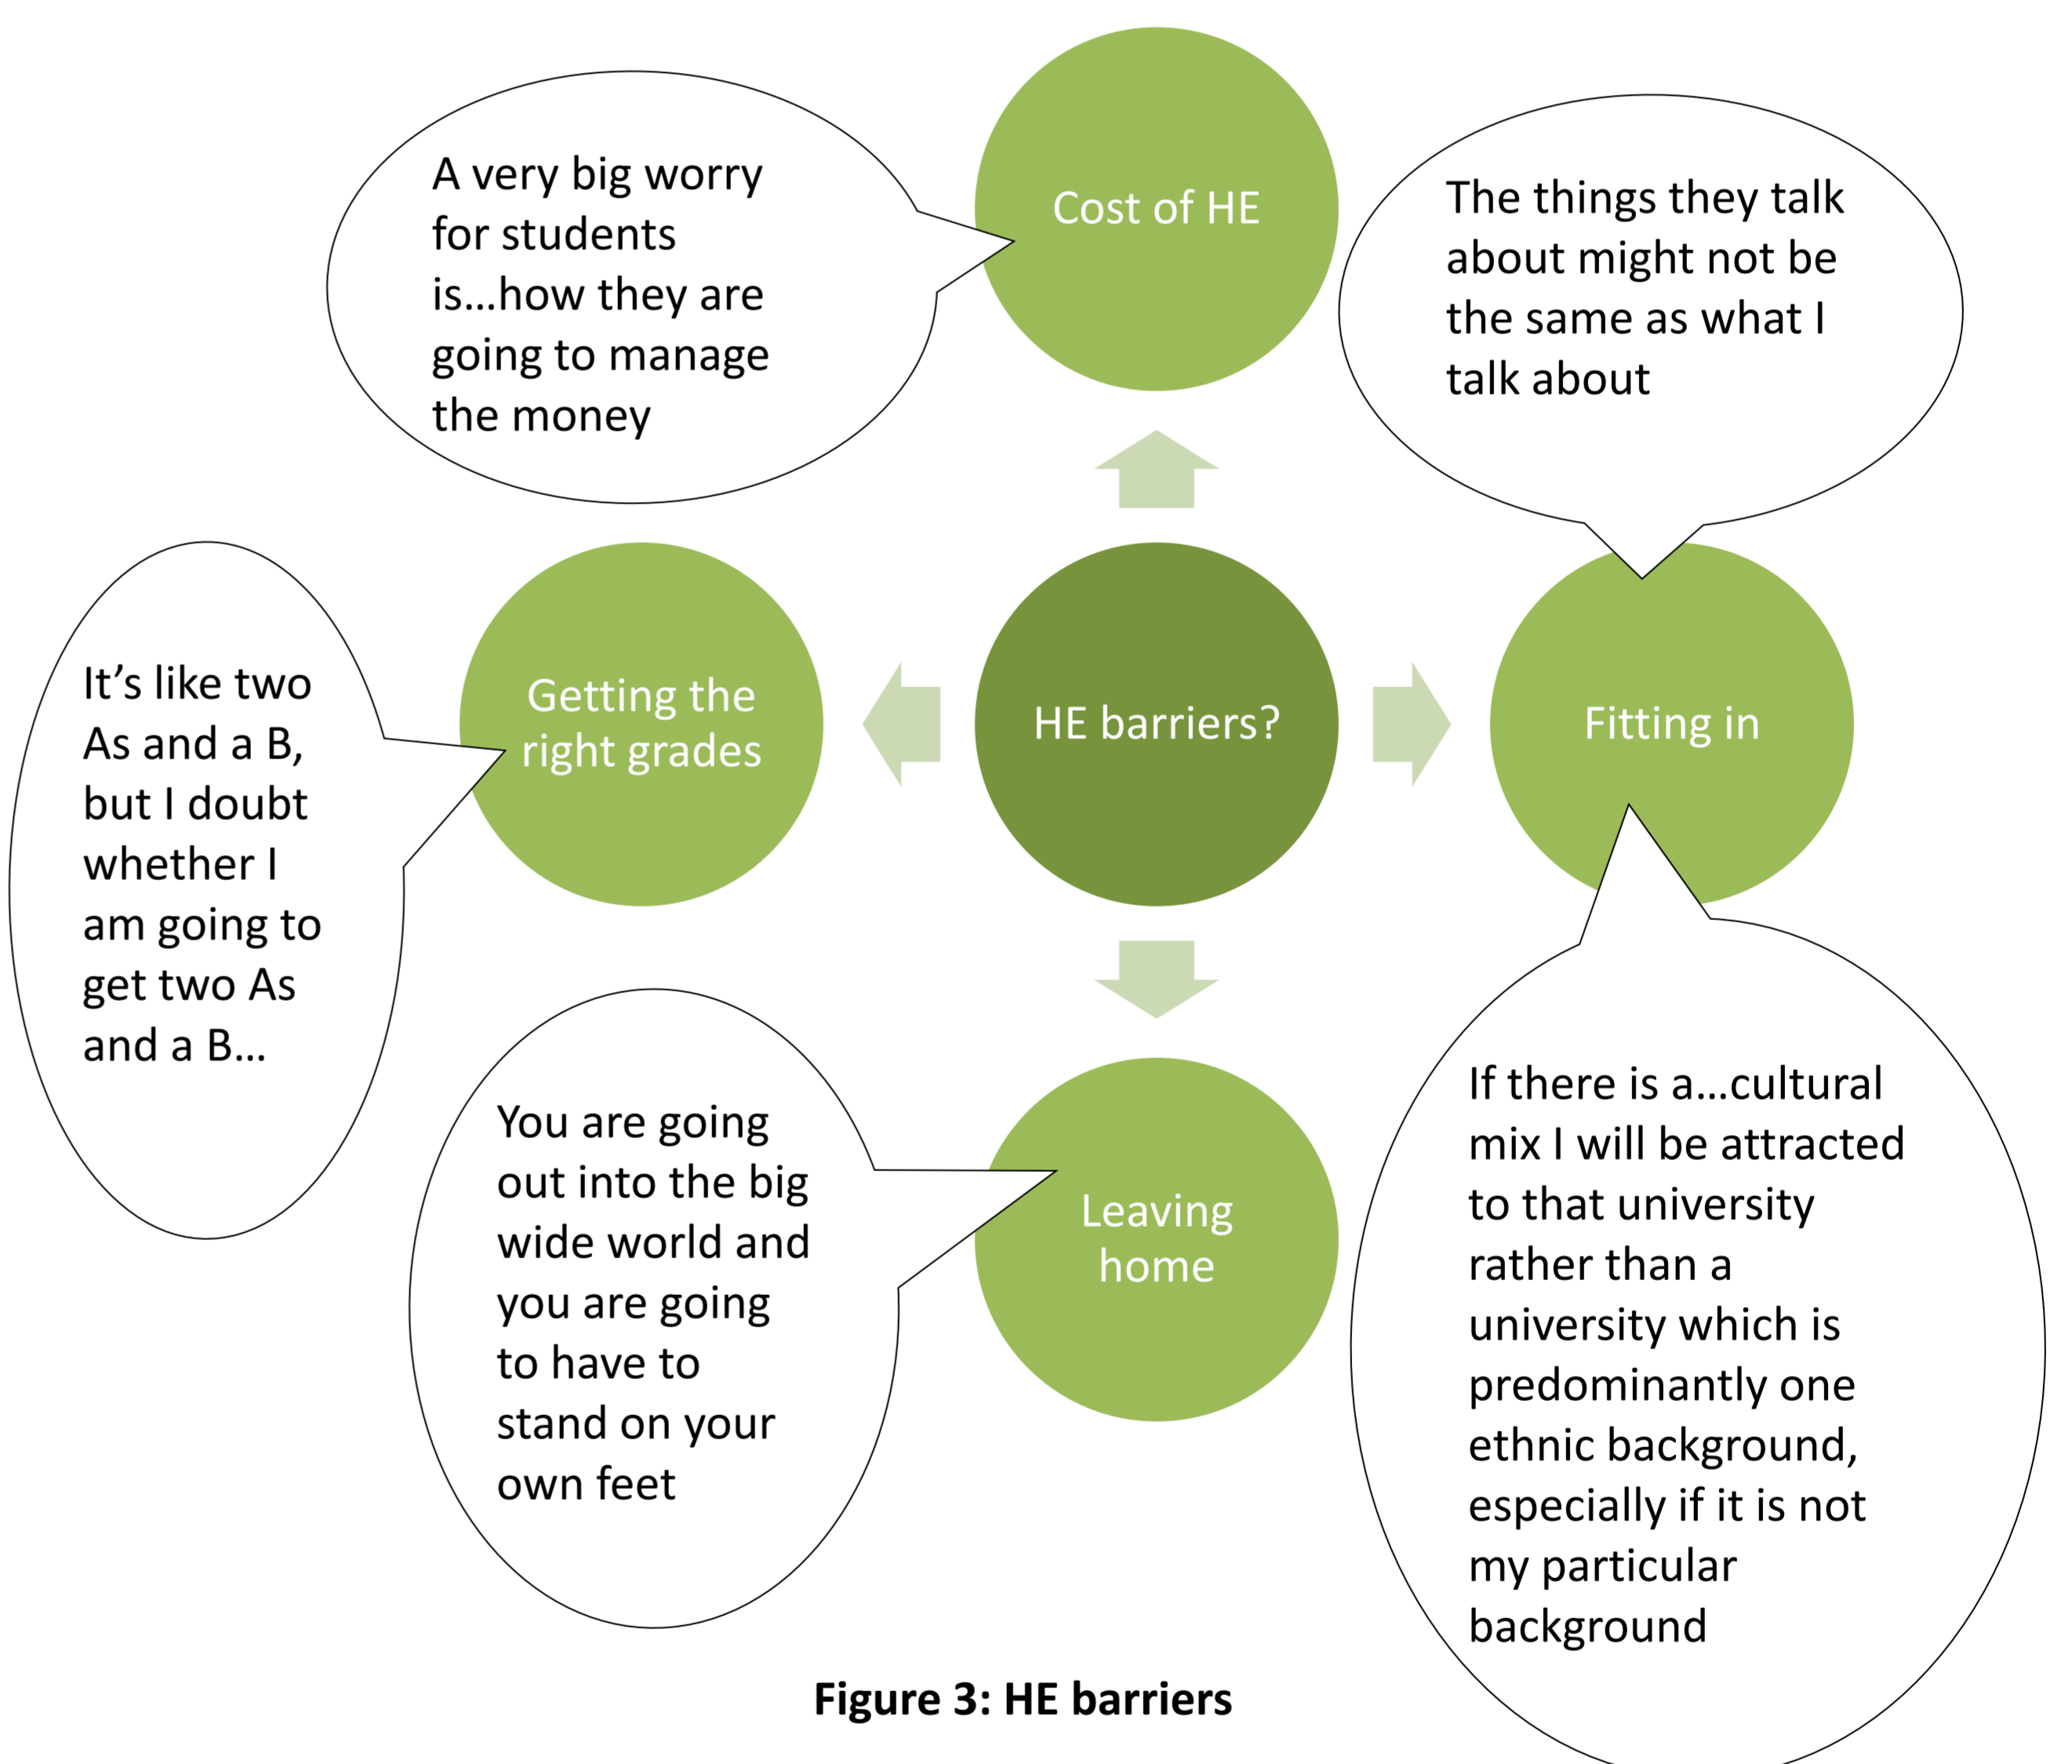 Cost of HE
A very big worry
for students
is...how they are
going to manage
the money
The things they talk
about might not be
the same as what I
talk about
It’s like two
As and a B,
but I doubt
whether I
am going to
get two As
and a B...
Getting the
right grades
HE barriers?
Fitting in
You are going
out into the big
wide world and
you are going
to have to
stand on your
own feet
Leaving
home
If there is a...cultural
mix I will be attracted
to that university
rather than a
university which is
predominantly one
ethnic background,
especially if it is not
my particular
background
Figure 3: HE barriers